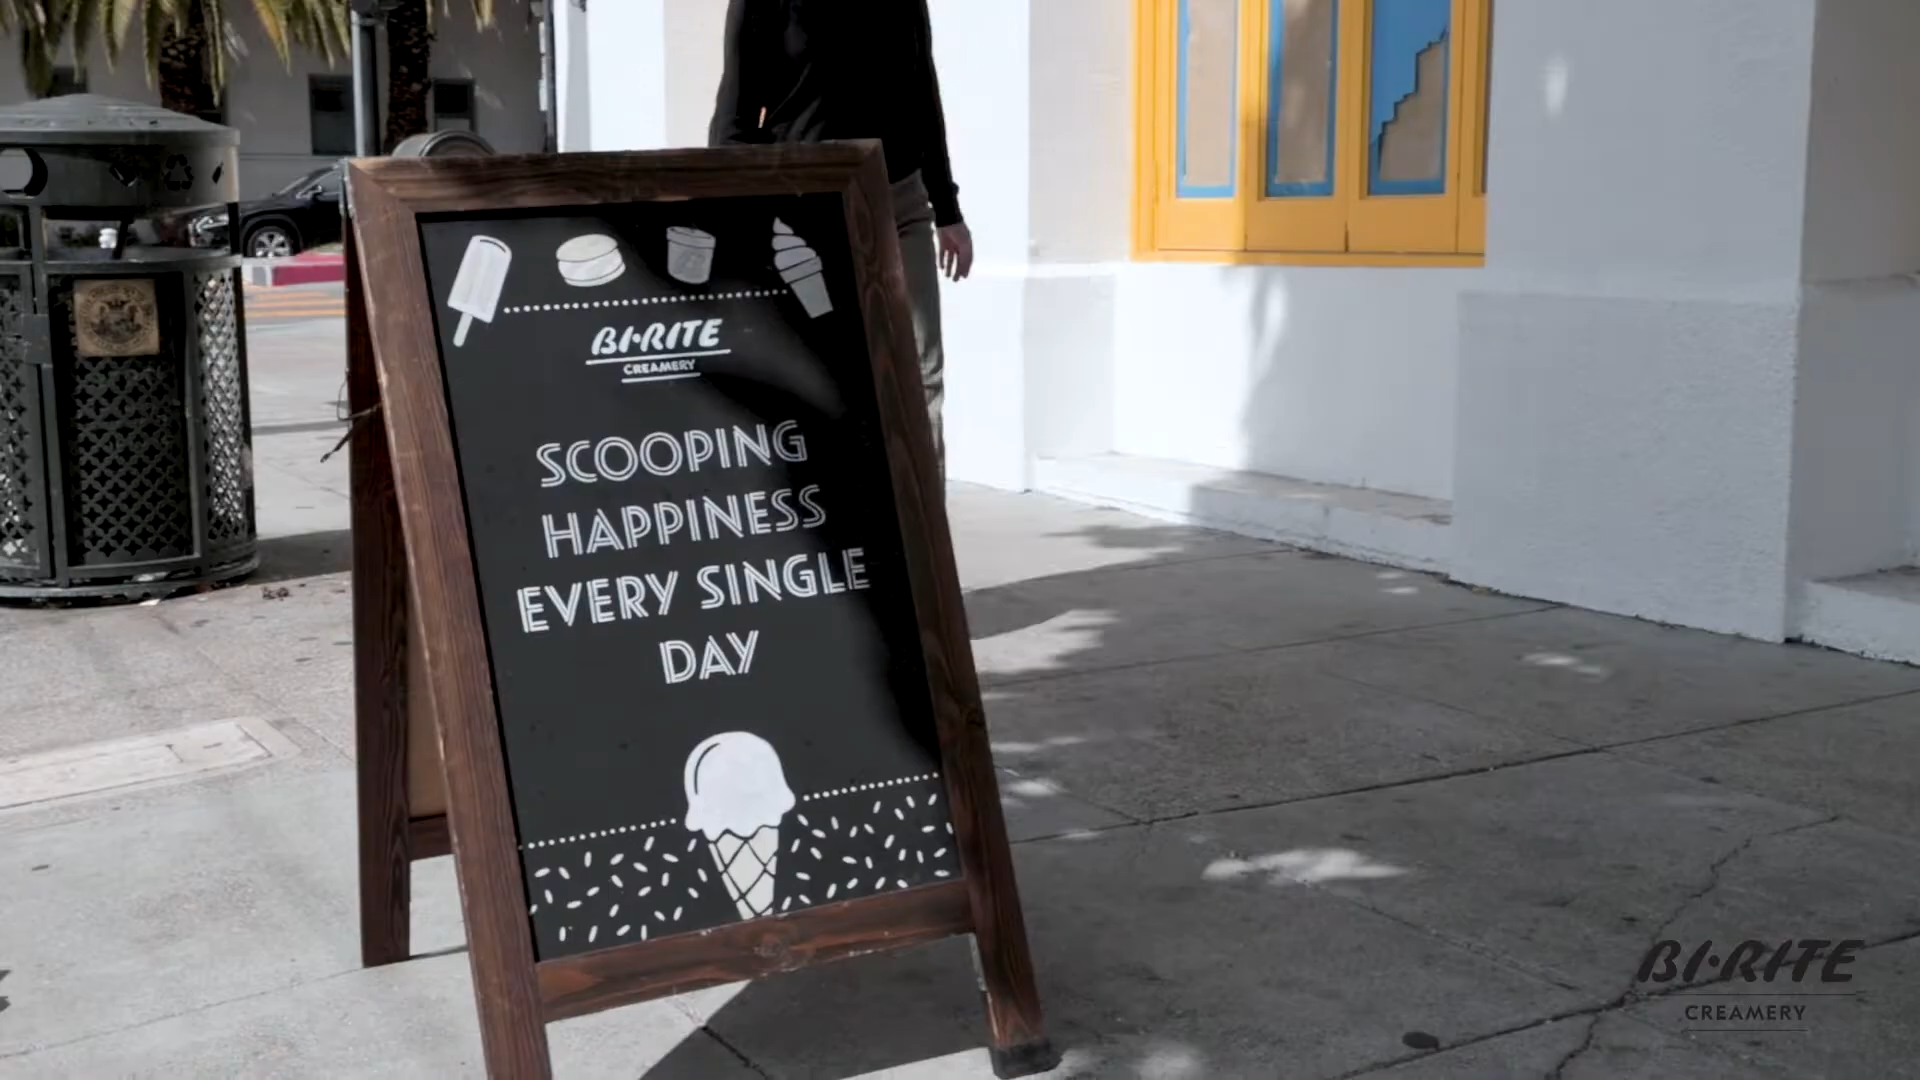 BI-RITE
CREAMERY
SCOOPING
HAPPINESS
EVERY SINGLE
DAY
BI-RITE
CREAMERY